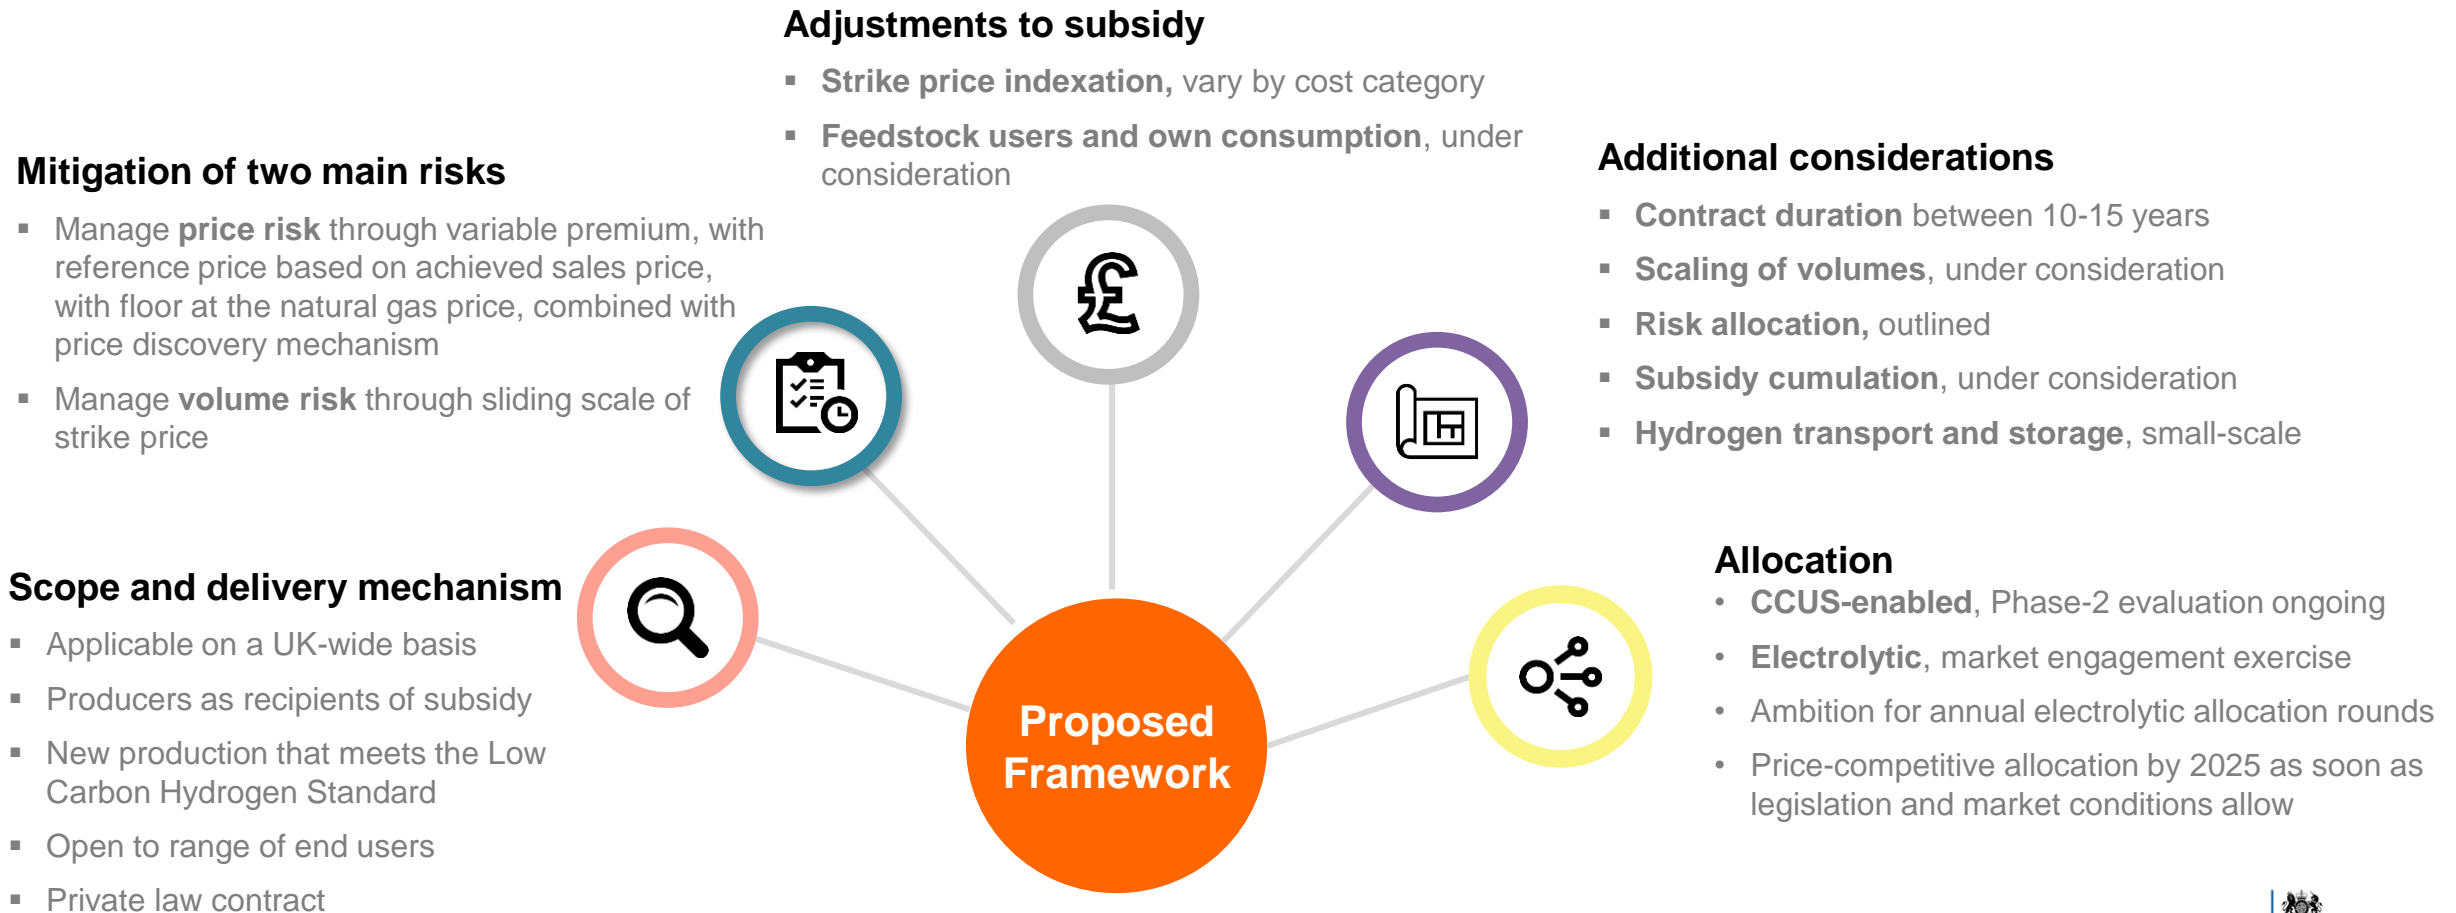 Adjustments to subsidy
▪ Strike price indexation, vary by cost category
▪ Feedstock users and own consumption, under
consideration
Mitigation of two main risks
▪ Manage price risk through variable premium, with
reference price based on achieved sales price,
with floor at the natural gas price, combined with
price discovery mechanism
▪ Manage volume risk through sliding scale of
strike price
Additional considerations
▪ Contract duration between 10-15 years
▪ Scaling of volumes, under consideration
▪ Risk allocation, outlined
▪ Subsidy cumulation, under consideration
▪ Hydrogen transport and storage, small-scale
Scope and delivery mechanism
▪ Applicable on a UK-wide basis
▪ Producers as recipients of subsidy
▪ New production that meets the Low
Carbon Hydrogen Standard
▪ Open to range of end users
▪ Private law contract
Allocation
• CCUS-enabled, Phase-2 evaluation ongoing
• Electrolytic, market engagement exercise
• Ambition for annual electrolytic allocation rounds
• Price-competitive allocation by 2025 as soon as
legislation and market conditions allow
Proposed
Framework
£